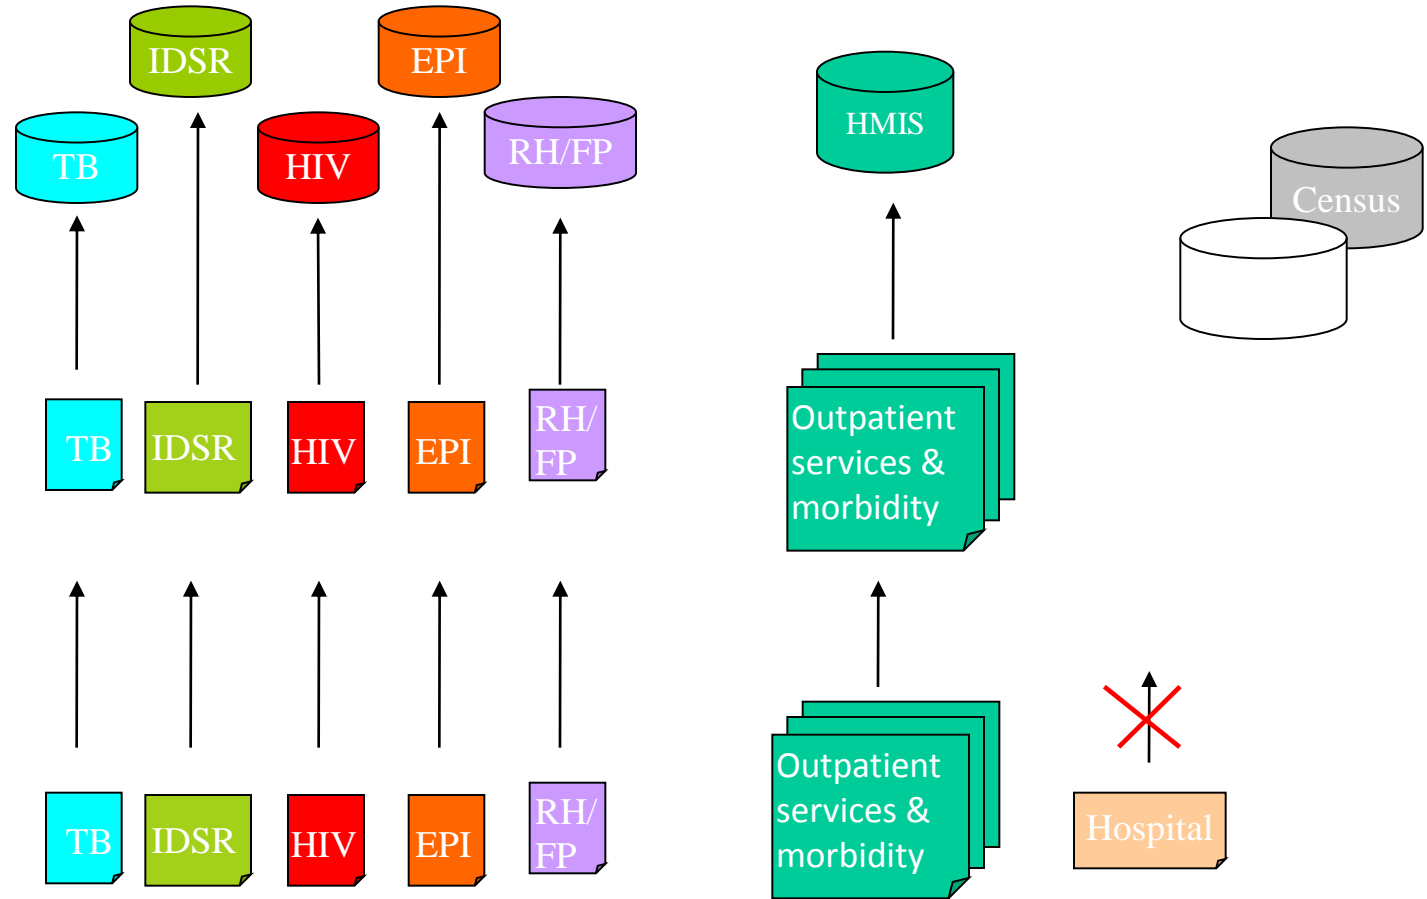 IDSR
EPI
TB
HIV
RH/FP
HMIS
Census
TB
IDSR
HIV
EPI
RH/
FP
Outpatient
services &
morbidity
TB
IDSR
HIV
EPI
RH/
FP
Outpatient
services &
morbidity
Hospital